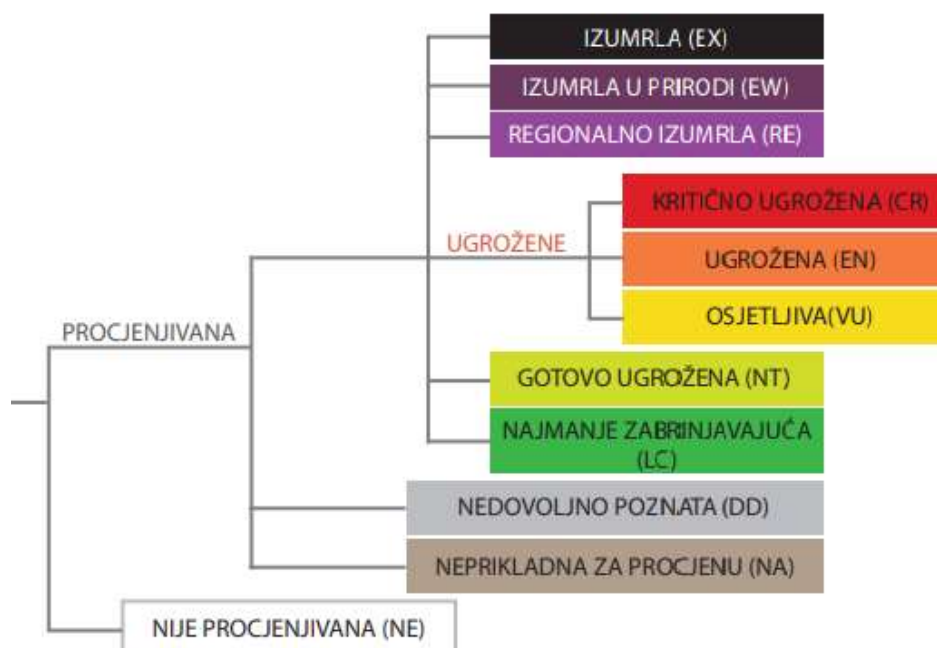 IZUMRLA (EX)
IZUMRLA U PRIRODI (EW)
REGIONALNO IZUMRLA (RE)
KRITIČNO UGROŽENA (CR)
UGROŽENE
UGROŽENA (EN)
OSJETLJIVA(VU)
PROCJENJIVANA
GOTOVO UGROŽENA (NT)
NAJMANJE ZABRINJAVAJUĆA
(LC)
NEDOVOLJNO POZNATA (DD)
NEPRIKLADNA ZA PROCJENU (NA)
NIJE PROCJENJIVANA (NE)